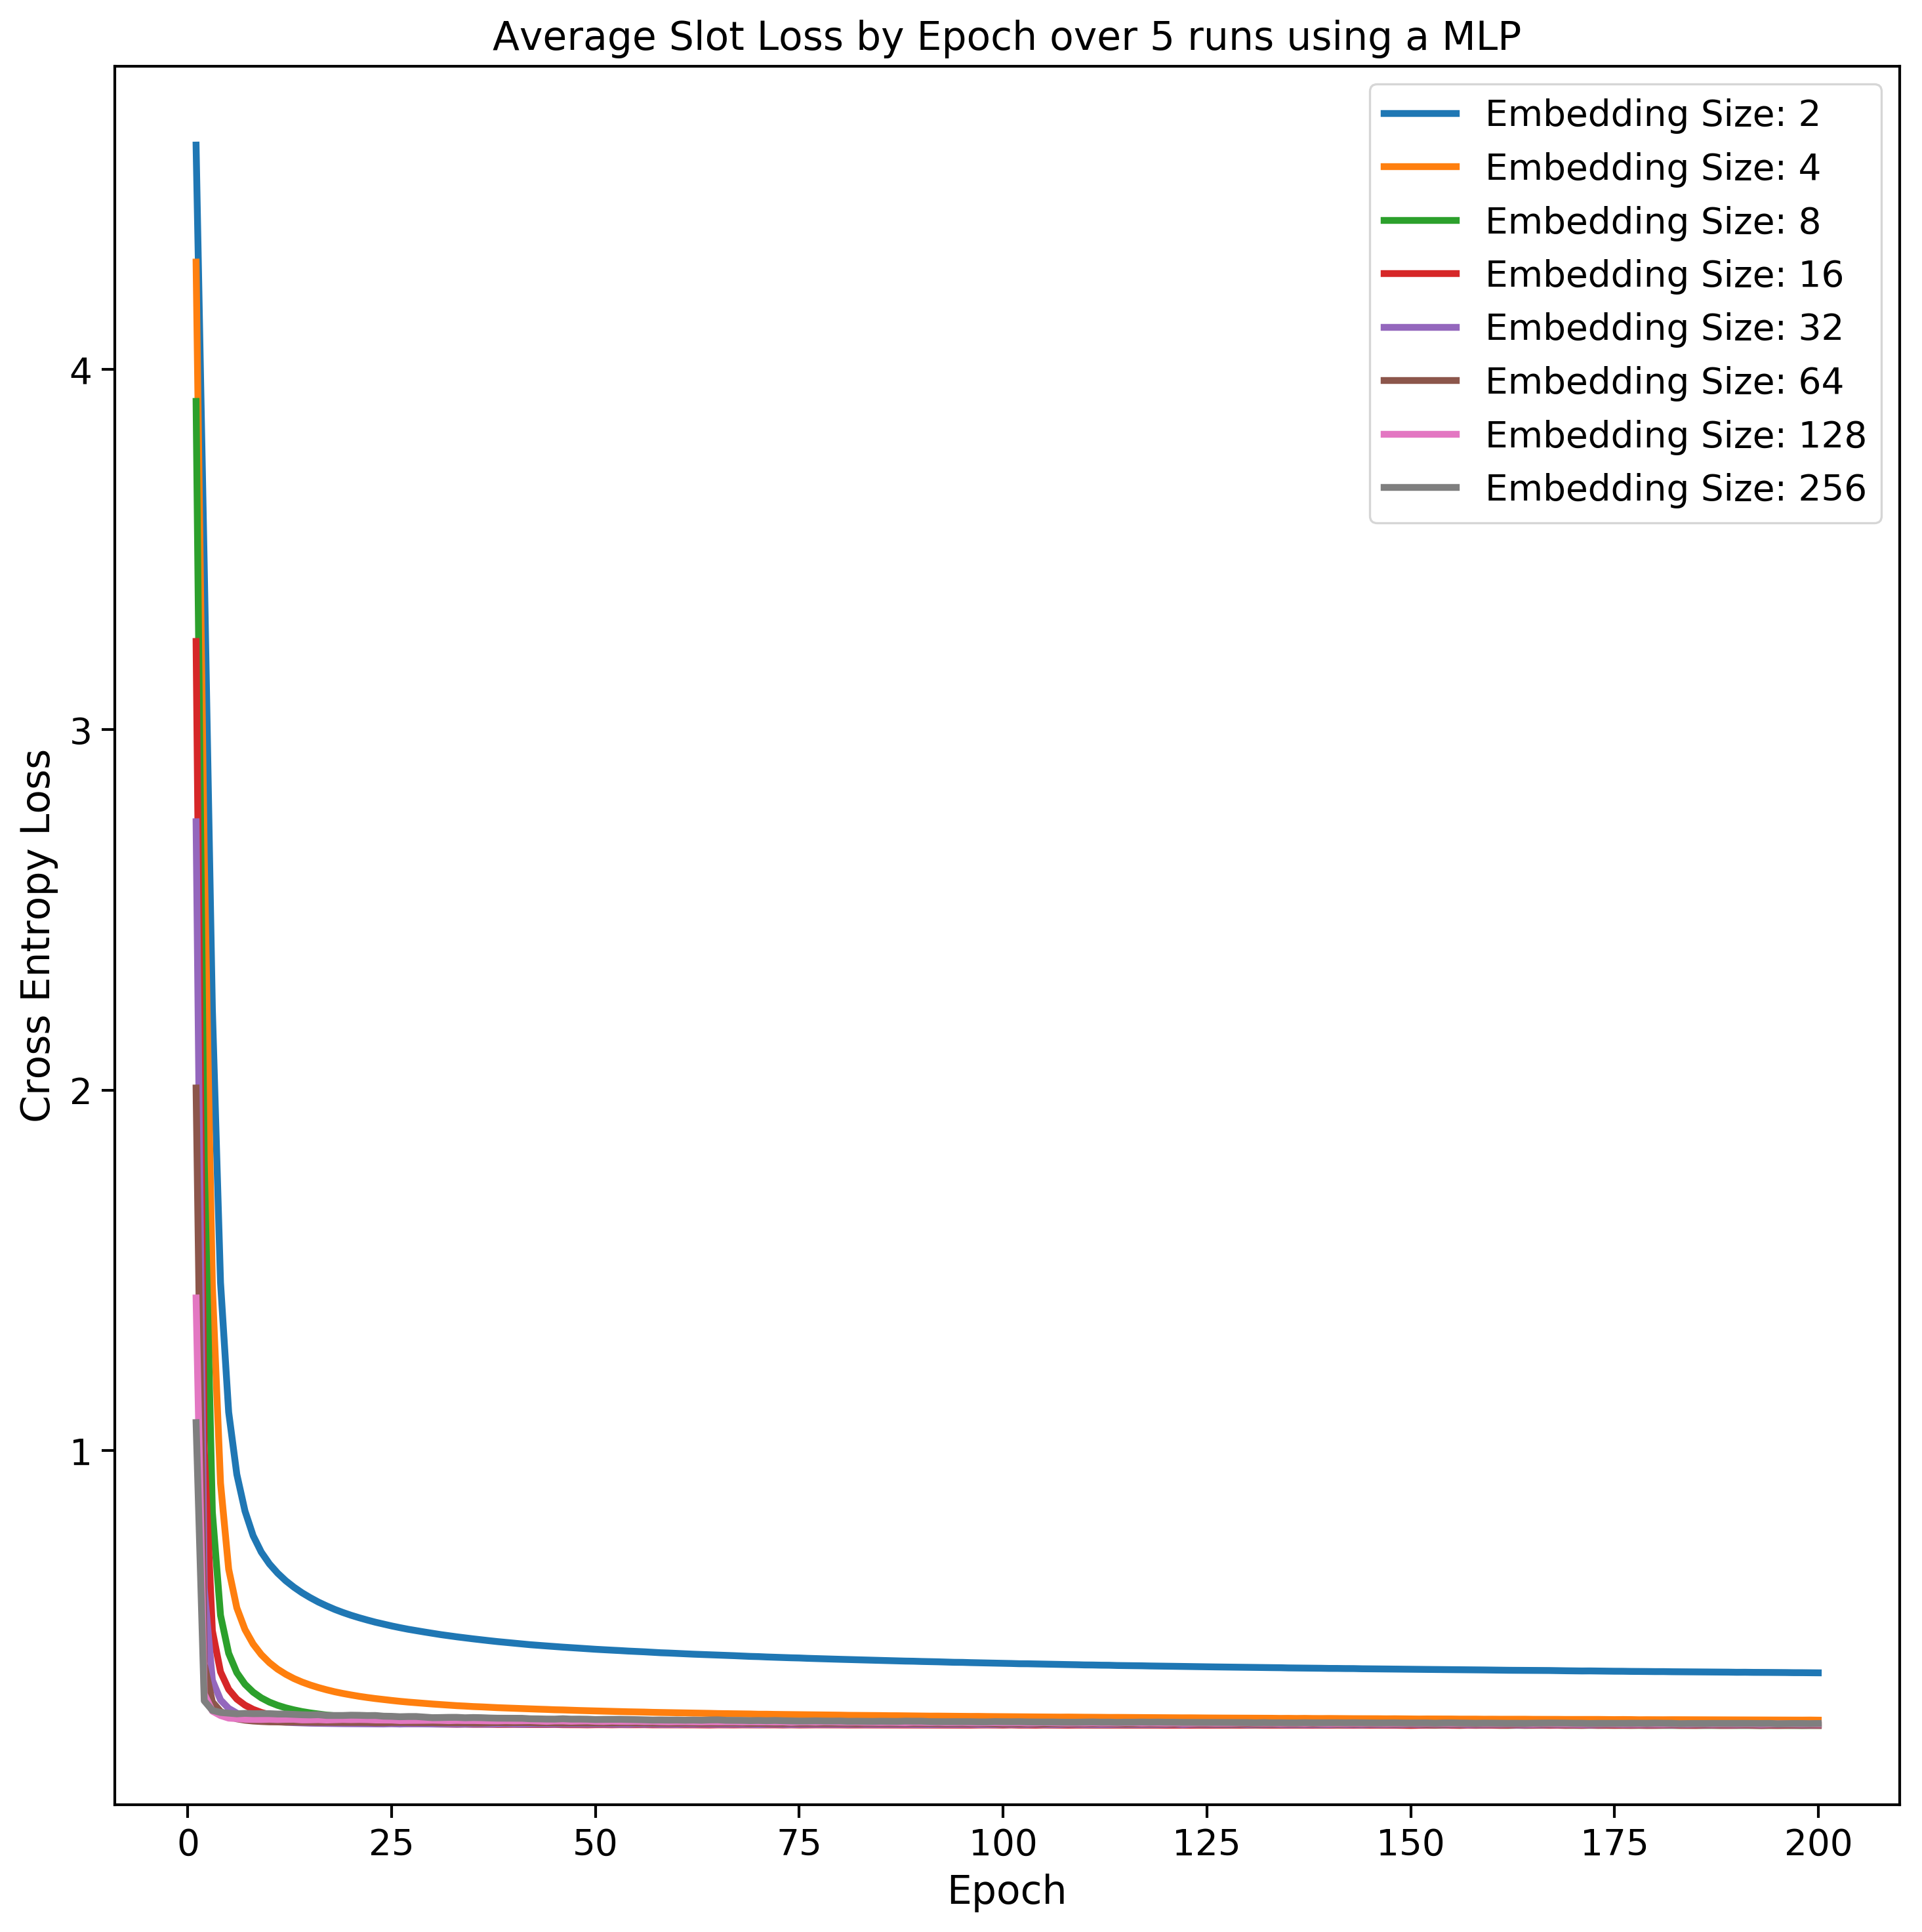 Average Slot Loss by Epoch over 5 runs using a MLP
Embedding Size: 2
Embedding Size: 4
Embedding Size: 8
Embedding Size: 16
Embedding Size: 32
Embedding Size: 64
Embedding Size: 128
Embedding Size: 256
Cross Entropy Loss
4
3
2
1
0 25 50 75 100 125 150 175 200
Epoch